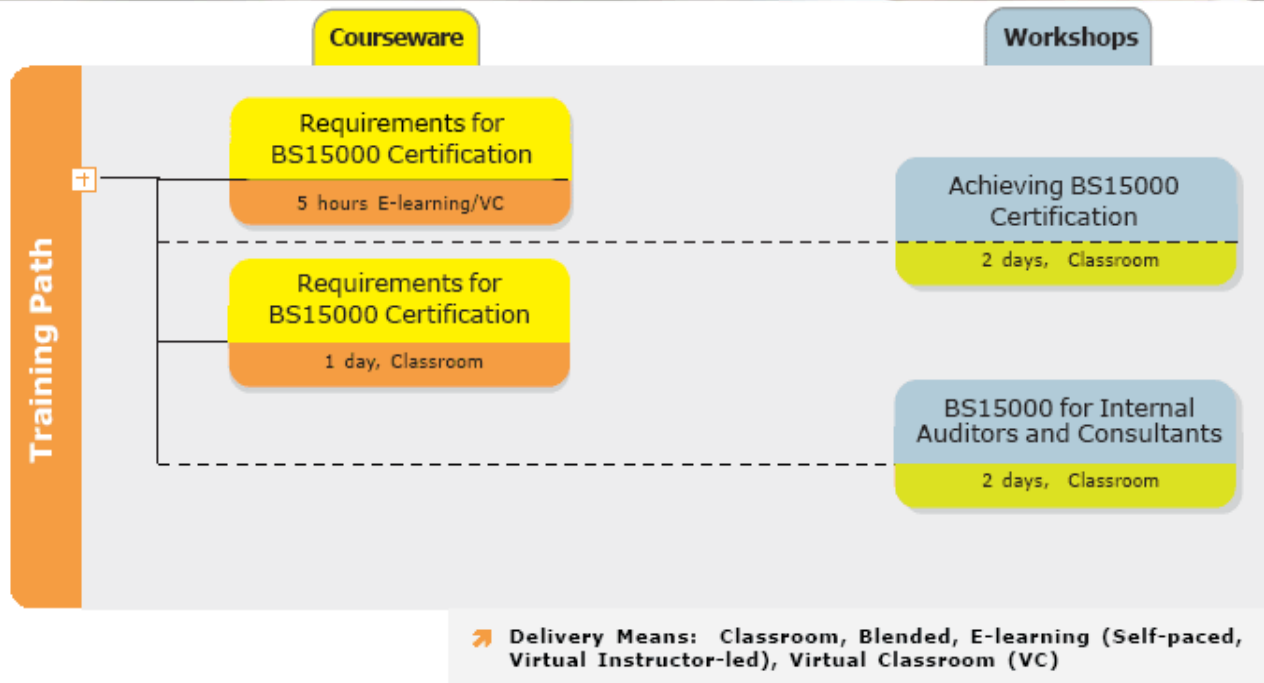 Courseware
Workshops
Training Path
Requirements for
BS15000 Certification
5 hours E-learning/VC
Achieving BS15000
Certification
2 days, Classroom
Requirements for
BS15000 Certification
1 day, Classroom
BS15000 for Internal
Auditors and Consultants
2 days, Classroom
Delivery Means: Classroom, Blended, E-learning (Self-paced,
Virtual Instructor-led), Virtual Classroom (VC)